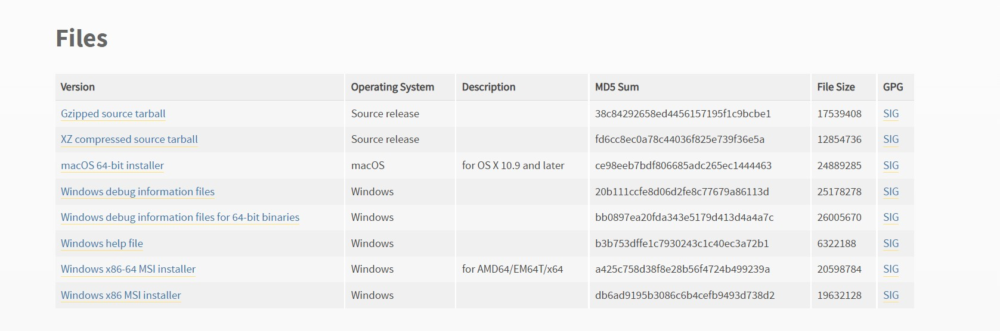 Files
Version Operating System Description MD5 Sum File Size GPG
Gzipped source tarball Source release 38c84292658ed4456157195f1c9bcbe1 17539408 SIG
XZ compressed source tarball Source release fd6cc8ec0a78c44036f825e739f36e5a 12854736 SIG
macOS 64-bit installer macOS for OS X 10.9 and later ce98eeb7bdf806685adc265ec1444463 24889285 SIG
Windows debug information files Windows 20b111ccfe8d06d2fe8c77679a86113d 25178278 SIG
Windows debug information files for 64-bit binaries Windows bb0897ea20fda343e5179d413d4a4a7c 26005670 SIG
Windows help file Windows b3b753dffe1c7930243c1c40ec3a72b1 6322188 SIG
Windows x86-64 MSI installer Windows for AMD64/EM64T/x64 a425c758d38f8e28b56f4724b499239a 20598784 SIG
Windows x86 MSI installer Windows db6ad9195b3086c6b4cefb9493d738d2 19632128 SIG